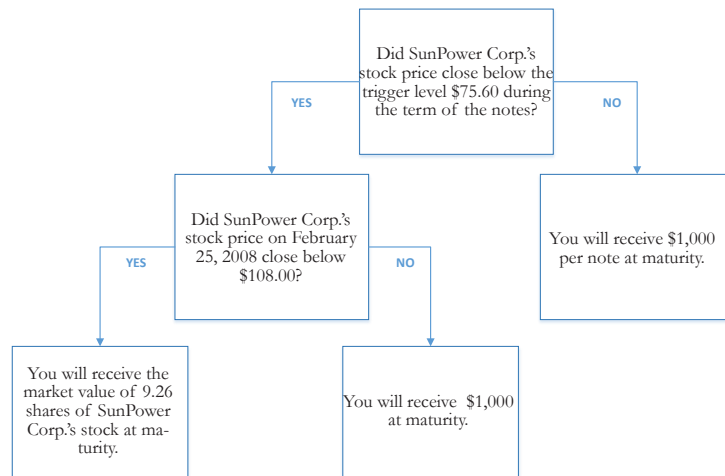 Did SunPower Corp.'s
stock price close below the
trigger level $75.60 during
the term of the notes?
YES
NO
Did SunPower Corp.'s
stock price on February
25, 2008 close below
$108.00?
You will receive $1,000
per note at maturity.
YES
NO
You will receive the
market value of 9.26
shares of SunPower
Corp.'s stock at ma-
turity.
You will receive $1,000
at maturity.